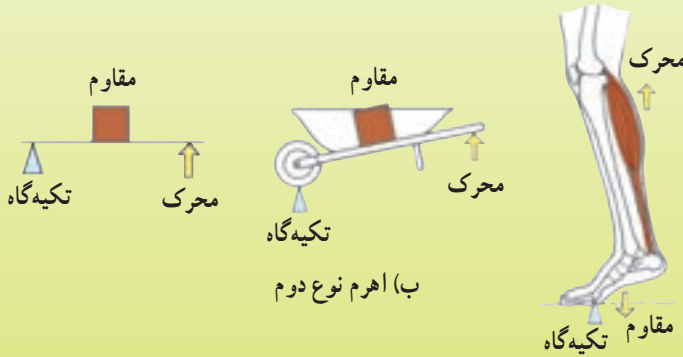 مقاوم
تکیه‌گاه
محرک
مقاوم
محرک
تکیه‌گاه
ب) اهرم نوع دوم
محرک
مقاوم
تکیه‌گاه